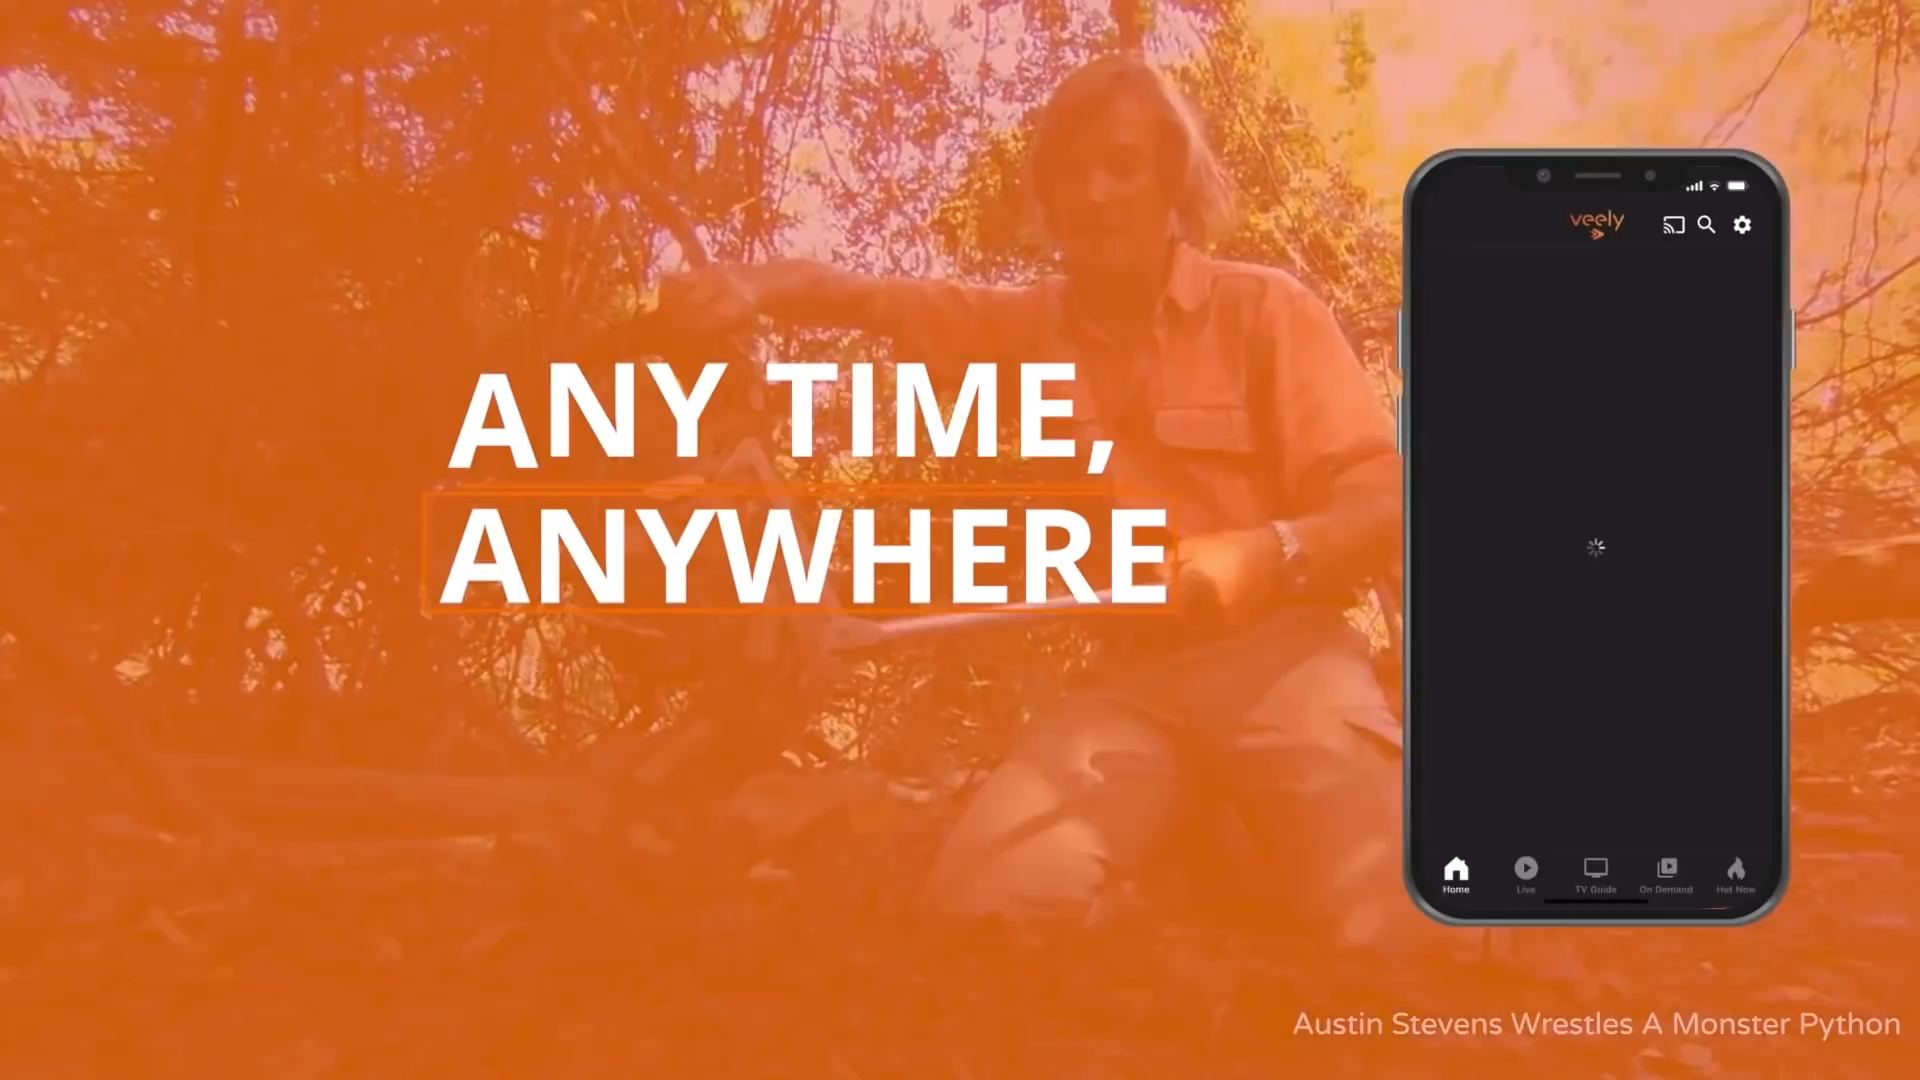 ANY TIME,
ANYWHERE
veely
Home
Live
TV Guide
On Demand
Hot Now
Austin Stevens Wrestles A Monster Python